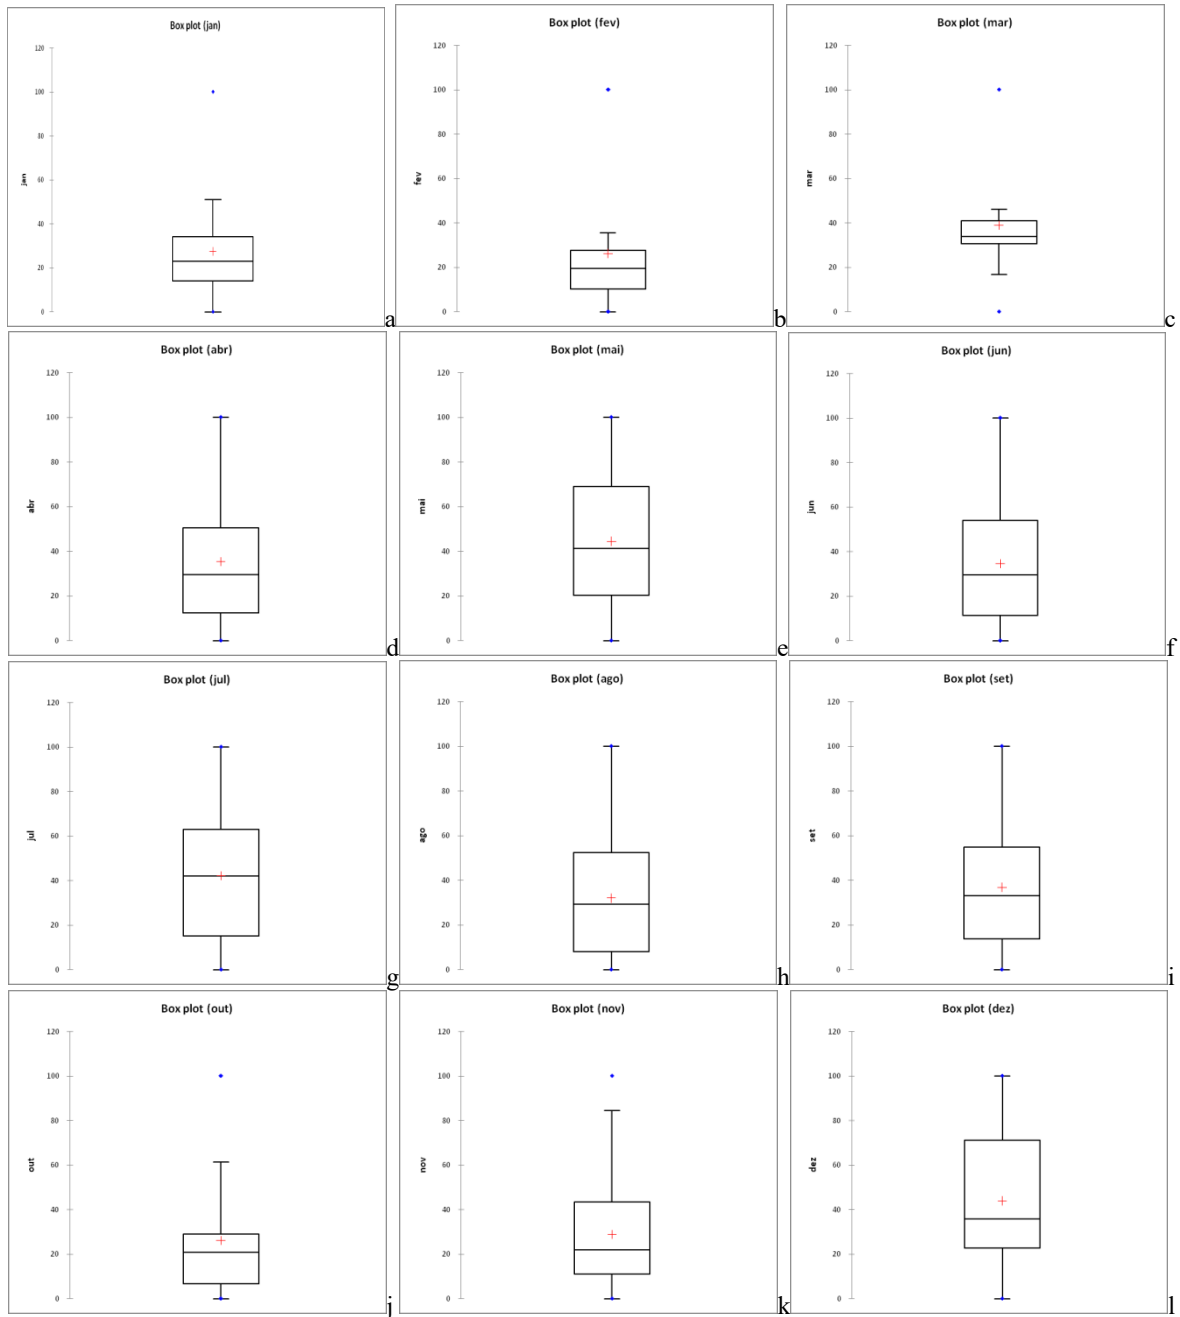 Box plot (jan)
120
100
80
60
40
20
0
jan
a
Box plot (fev)
120
100
80
60
40
20
0
fev
b
Box plot (mar)
120
100
80
60
40
20
0
mar
c
Box plot (abr)
120
100
80
60
40
20
0
abr
d
Box plot (mai)
120
100
80
60
40
20
0
mai
e
Box plot (jun)
120
100
80
60
40
20
0
jun
f
Box plot (jul)
120
100
80
60
40
20
0
jul
g
Box plot (ago)
120
100
80
60
40
20
0
ago
h
Box plot (set)
120
100
80
60
40
20
0
set
i
Box plot (out)
120
100
80
60
40
20
0
out
j
Box plot (nov)
120
100
80
60
40
20
0
nov
k
Box plot (dez)
120
100
80
60
40
20
0
dez
l